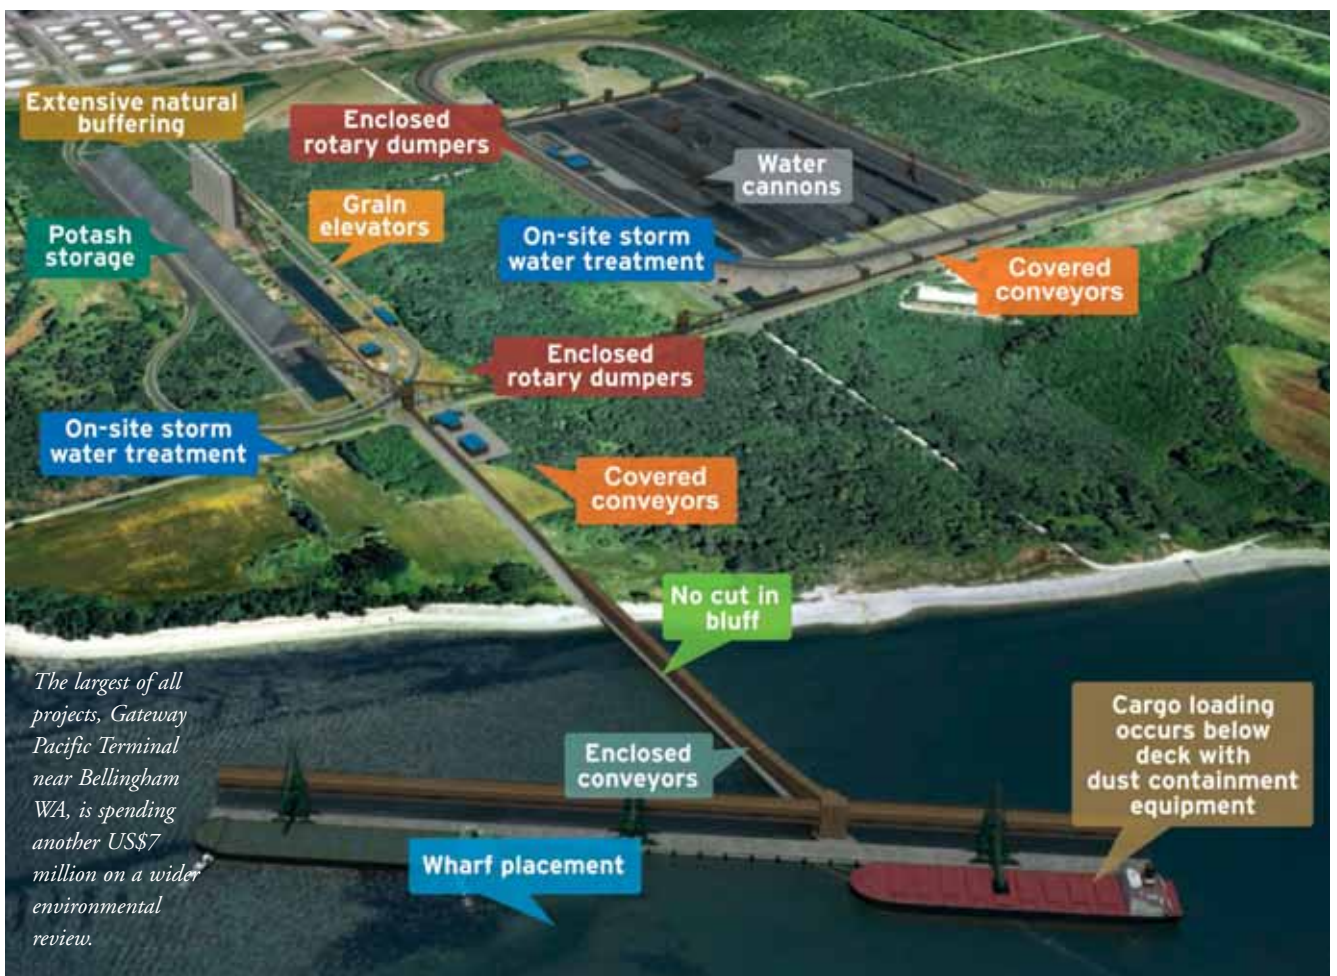 Extensive natural
buffering
Enclosed
rotary dumpers
Water
cannons
Grain
elevators
Potash
storage
On-site storm
water treatment
Covered
conveyors
Enclosed
rotary dumpers
On-site storm
water treatment
Covered
conveyors
No cut in
bluff
Enclosed
conveyors
Cargo loading
occurs below
deck with
dust containment
equipment
Wharf placement
The largest of all
projects, Gateway
Pacific Terminal
near Bellingham
WA, is spending
another US$7
million on a wider
environmental
review.